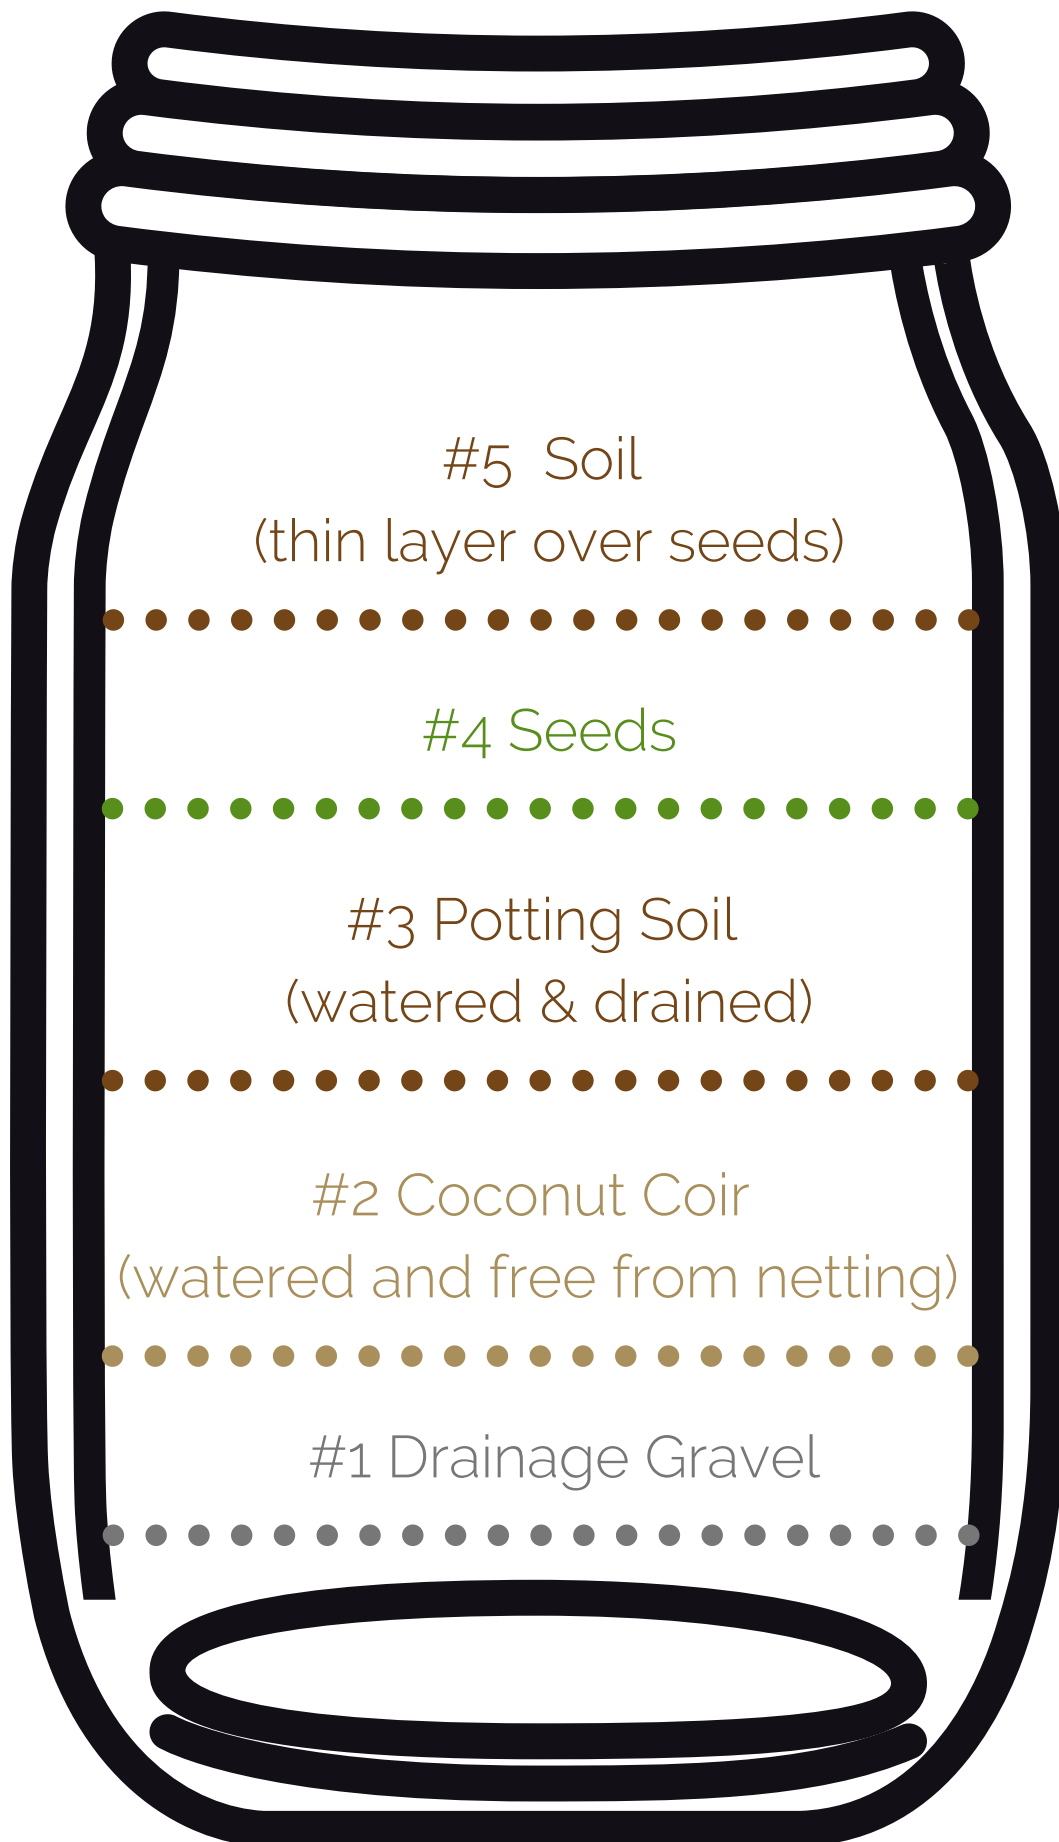 #5 Soil
(thin layer over seeds)
#4 Seeds
#3 Potting Soil
(watered & drained)
#2 Coconut Coir
(watered and free from netting)
#1 Drainage Gravel